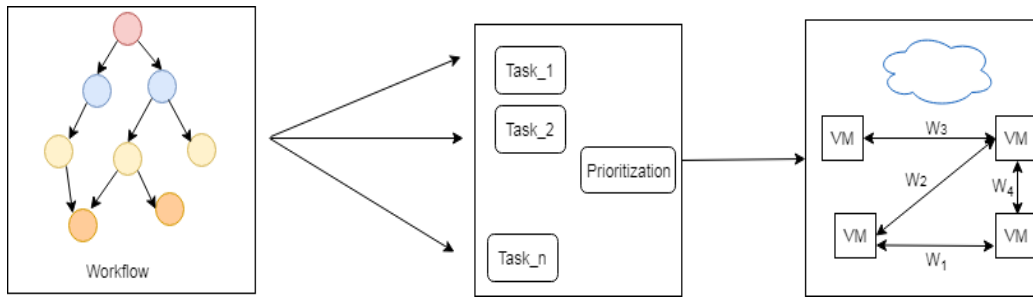 Workflow
Task_1
Task_2
Prioritization
Task_n
VM
W3
VM
W2
W4
VM
W1
VM